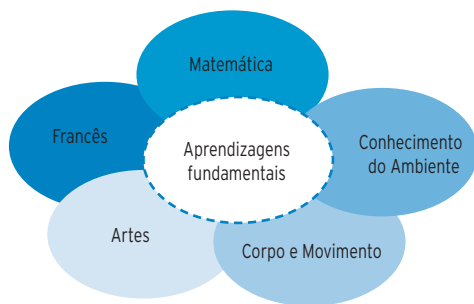 Matemática
Francês
Aprendizagens
fundamentais
Conhecimento
do Ambiente
Artes
Corpo e Movimento